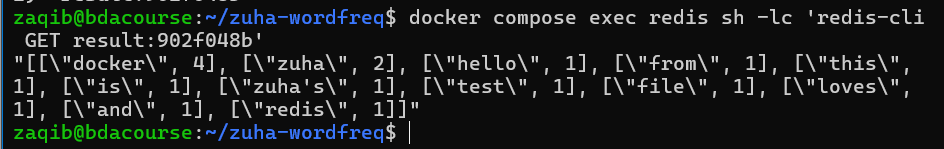 zaqib@bdacourse:~/zuha-wordfreq$ docker compose exec redis sh -lc 'redis-cli
 GET result:902f048b'
"[[\"docker\", 4], [\"zuha\", 2], [\"hello\", 1], [\"from\", 1], [\"this\",
1], [\"is\", 1], [\"zuha's\", 1], [\"test\", 1], [\"file\", 1], [\"loves\",
1], [\"and\", 1], [\"redis\", 1]]"
zaqib@bdacourse:~/zuha-wordfreq$